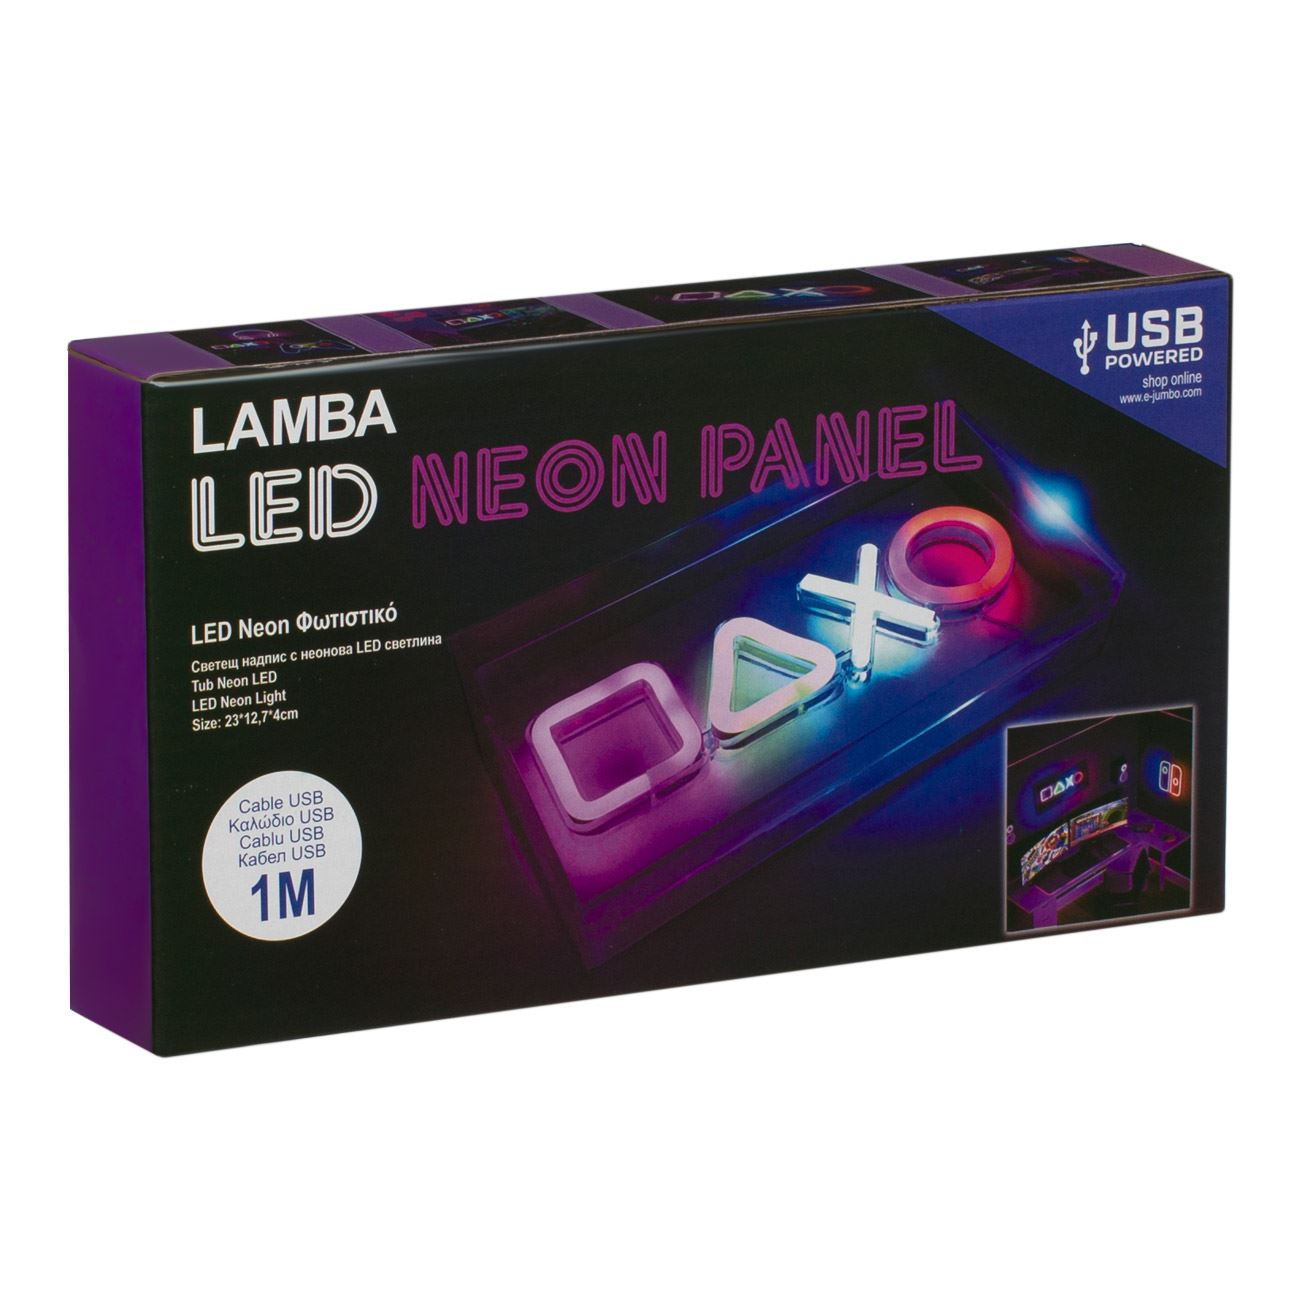 LAMBA
LED NEON PANEL
USB
POWERED
shop online
www.e-jumbo.com
LED Neon Φωτιστικό
Светещ надпис с неонова LED светлина
Tub Neon LED
LED Neon Light
Size: 23*12,7*4cm
Cable USB
Καλώδιο USB
Cablu USB
Кабел USB
1M